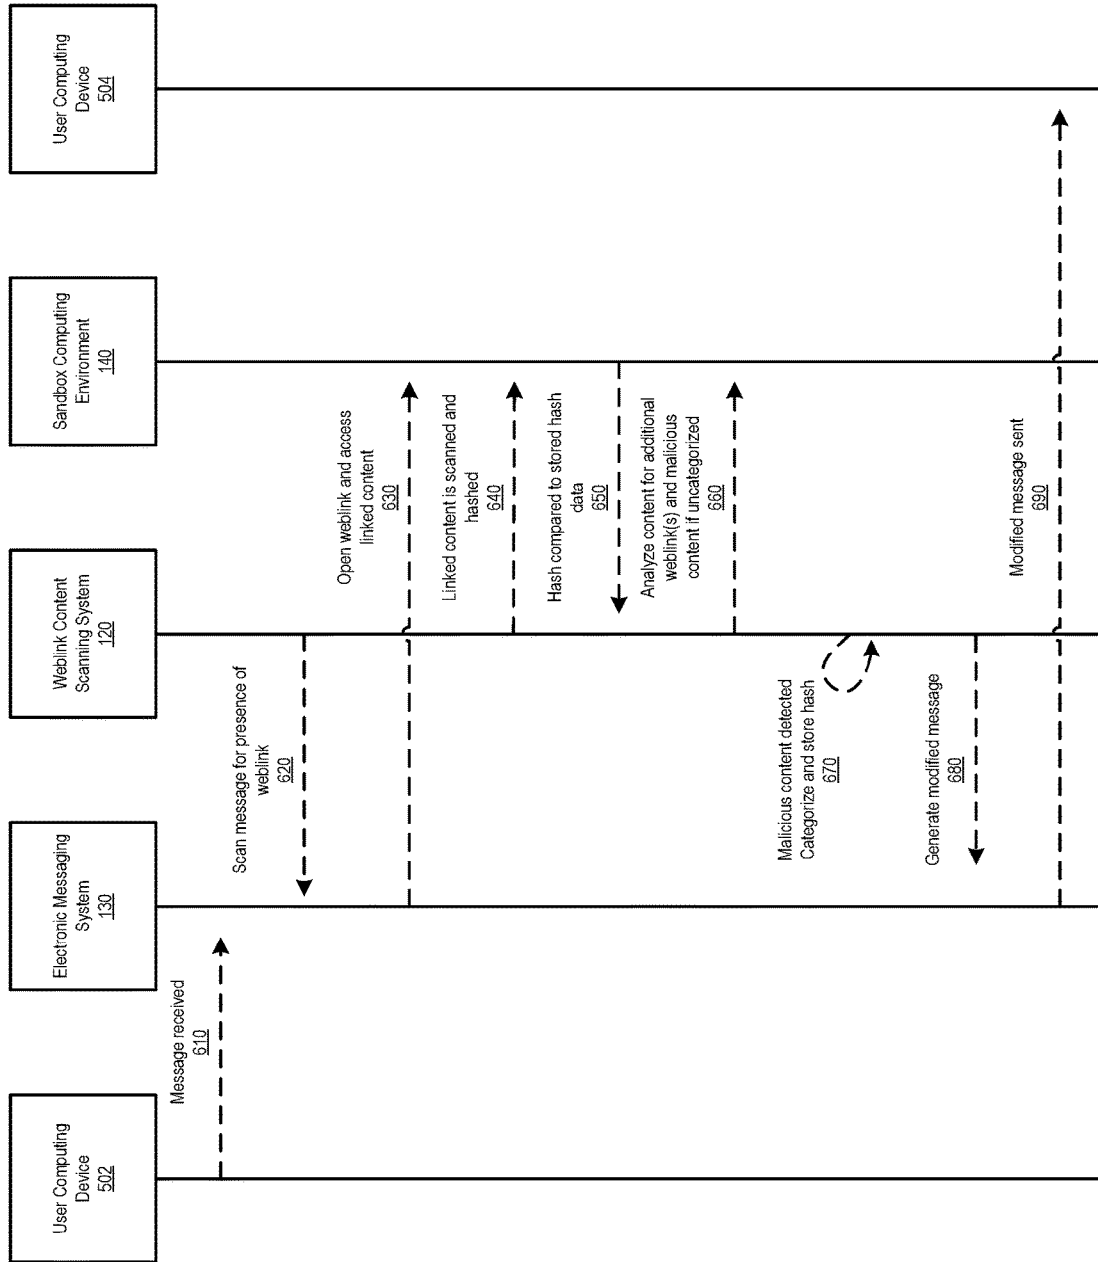 User Computing
Device
502
Electronic Messaging
System
130
Weblink Content
Scanning System
120
Sandbox Computing
Environment
140
User Computing
Device
504
Message received
610
Scan message for presence of
weblink
620
Open weblink and access
linked content
630
Linked content is scanned and
hashed
640
Hash compared to stored hash
data
650
Analyze content for additional
weblink(s) and malicious
content if uncategorized
660
Malicious content detected
Categorize and store hash
670
Generate modified message
680
Modified message sent
690